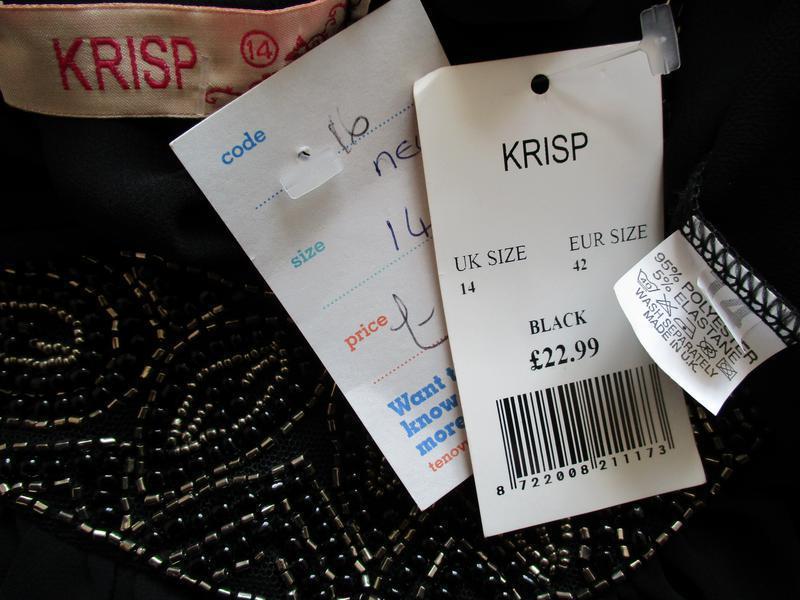 KRISP 14
code 16
size 14
price £
Want
know
more
KRISP
UK SIZE EUR SIZE
14 42
BLACK
£22.99
8 722008 211173
95% POLYESTER
5% ELASTANE
WASH SEPARATELY
MADE IN U.K